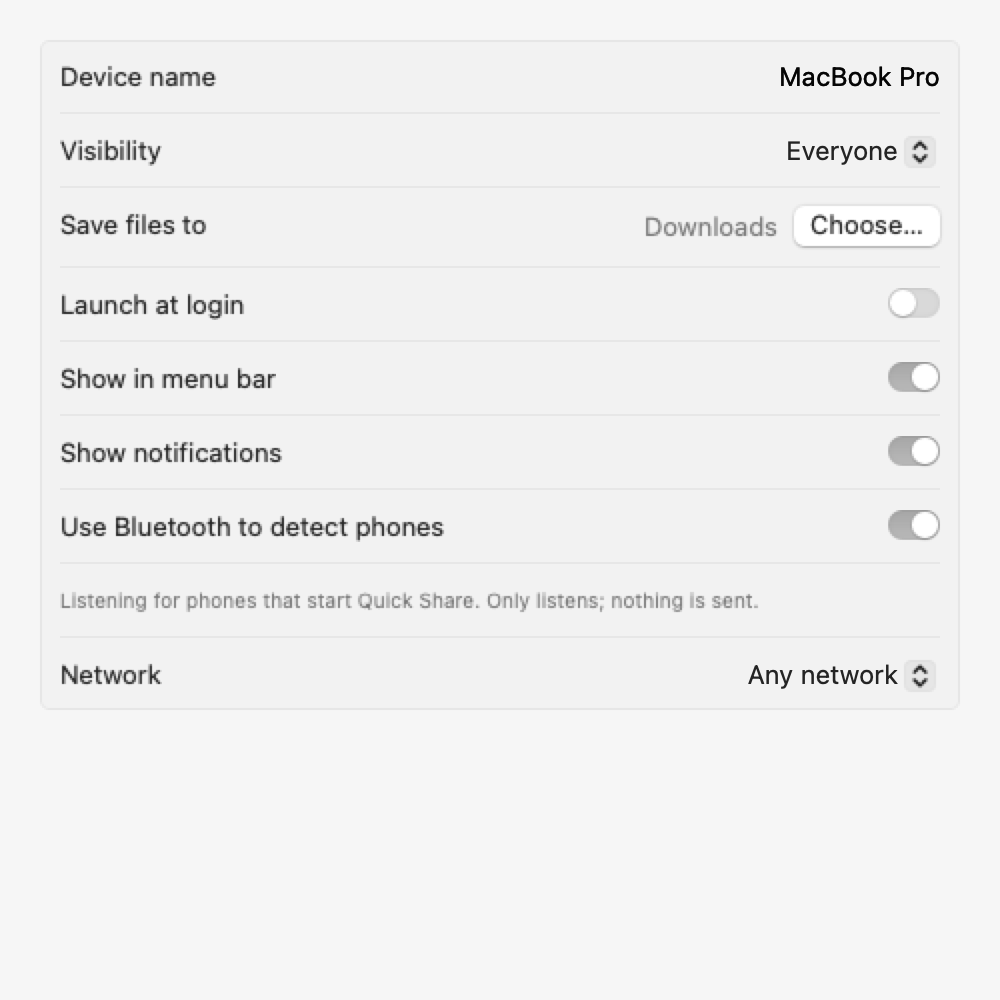 Device name MacBook Pro
Visibility Everyone
Save files to Downloads Choose...
Launch at login
Show in menu bar
Show notifications
Use Bluetooth to detect phones
Listening for phones that start Quick Share. Only listens; nothing is sent.
Network Any network